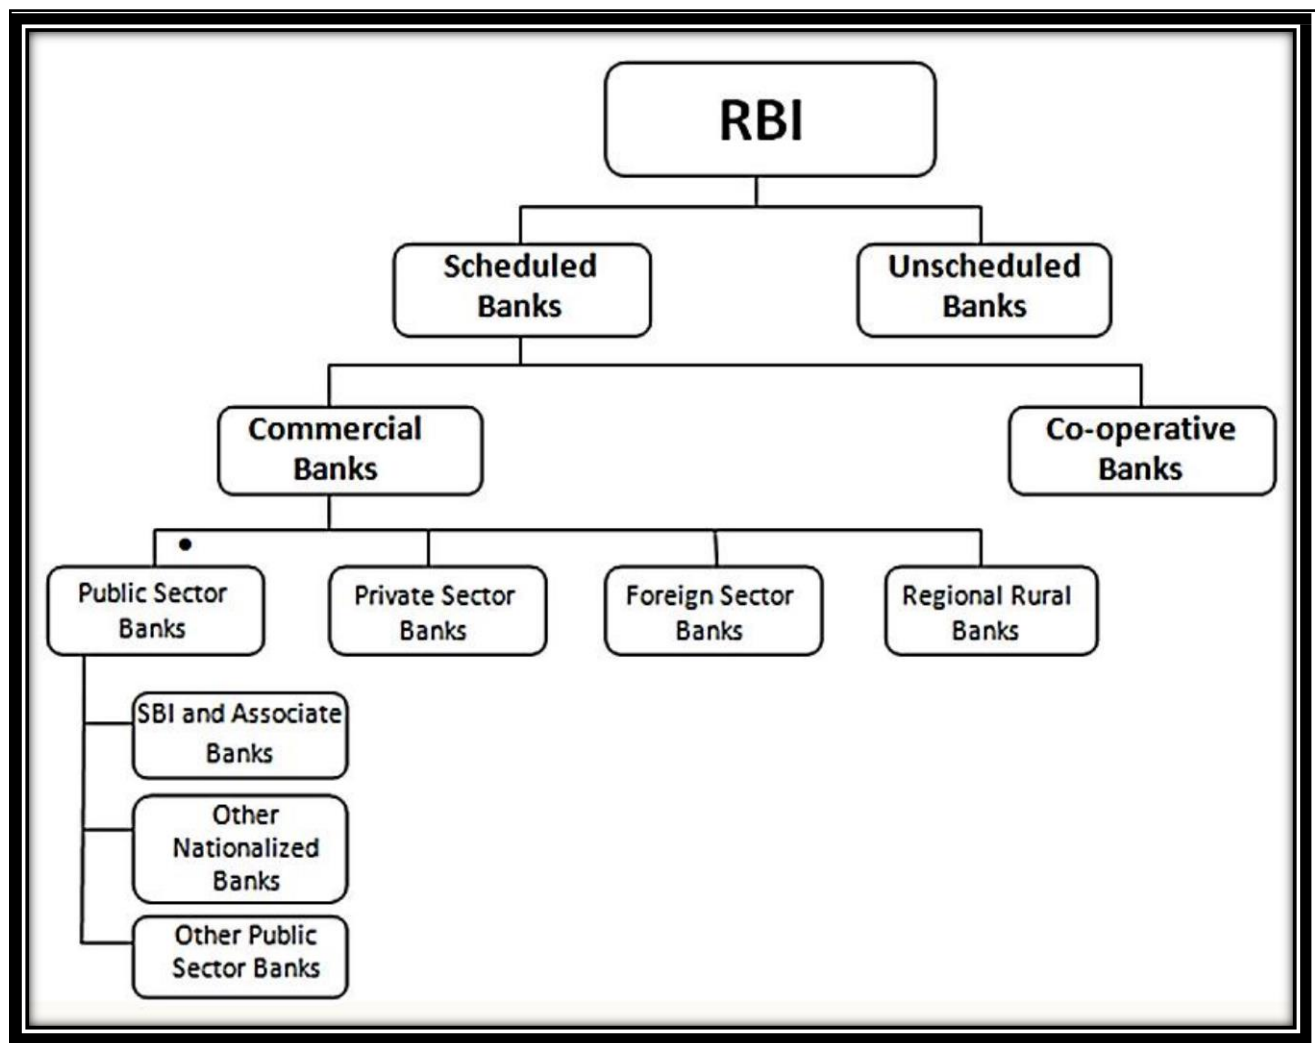 RBI
Scheduled
Banks
Unscheduled
Banks
Commercial
Banks
Co-operative
Banks
Public Sector
Banks
Private Sector
Banks
Foreign Sector
Banks
Regional Rural
Banks
SBI and Associate
Banks
Other
Nationalized
Banks
Other Public
Sector Banks